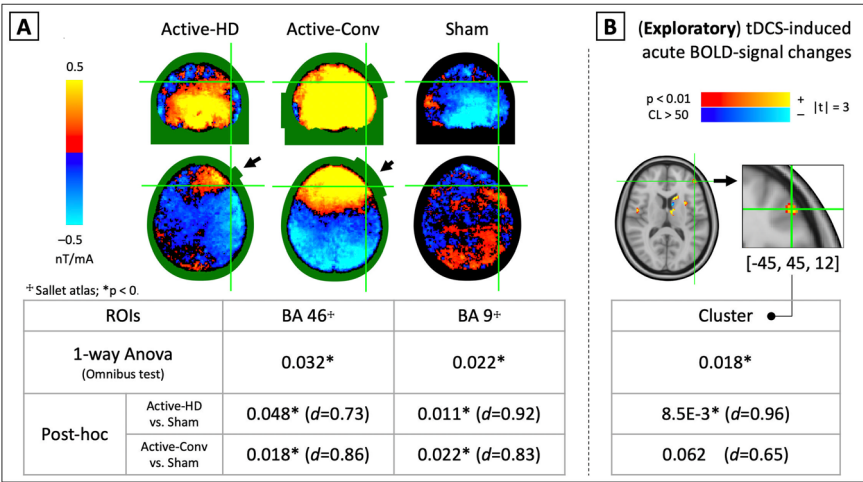 A
Active-HD
Active-Conv
Sham
0.5
−0.5
nT/mA
÷ Sallet atlas; *p < 0.
ROIs
BA 46÷
BA 9÷
1-way Anova
(Omnibus test)
0.032*
0.022*
Post-hoc
Active-HD
vs. Sham
0.048* (d=0.73)
0.011* (d=0.92)
Active-Conv
vs. Sham
0.018* (d=0.86)
0.022* (d=0.83)
B
(Exploratory) tDCS-induced
acute BOLD-signal changes
p < 0.01
CL > 50
+
−
|t| = 3
[-45, 45, 12]
Cluster
0.018*
8.5E-3* (d=0.96)
0.062 (d=0.65)